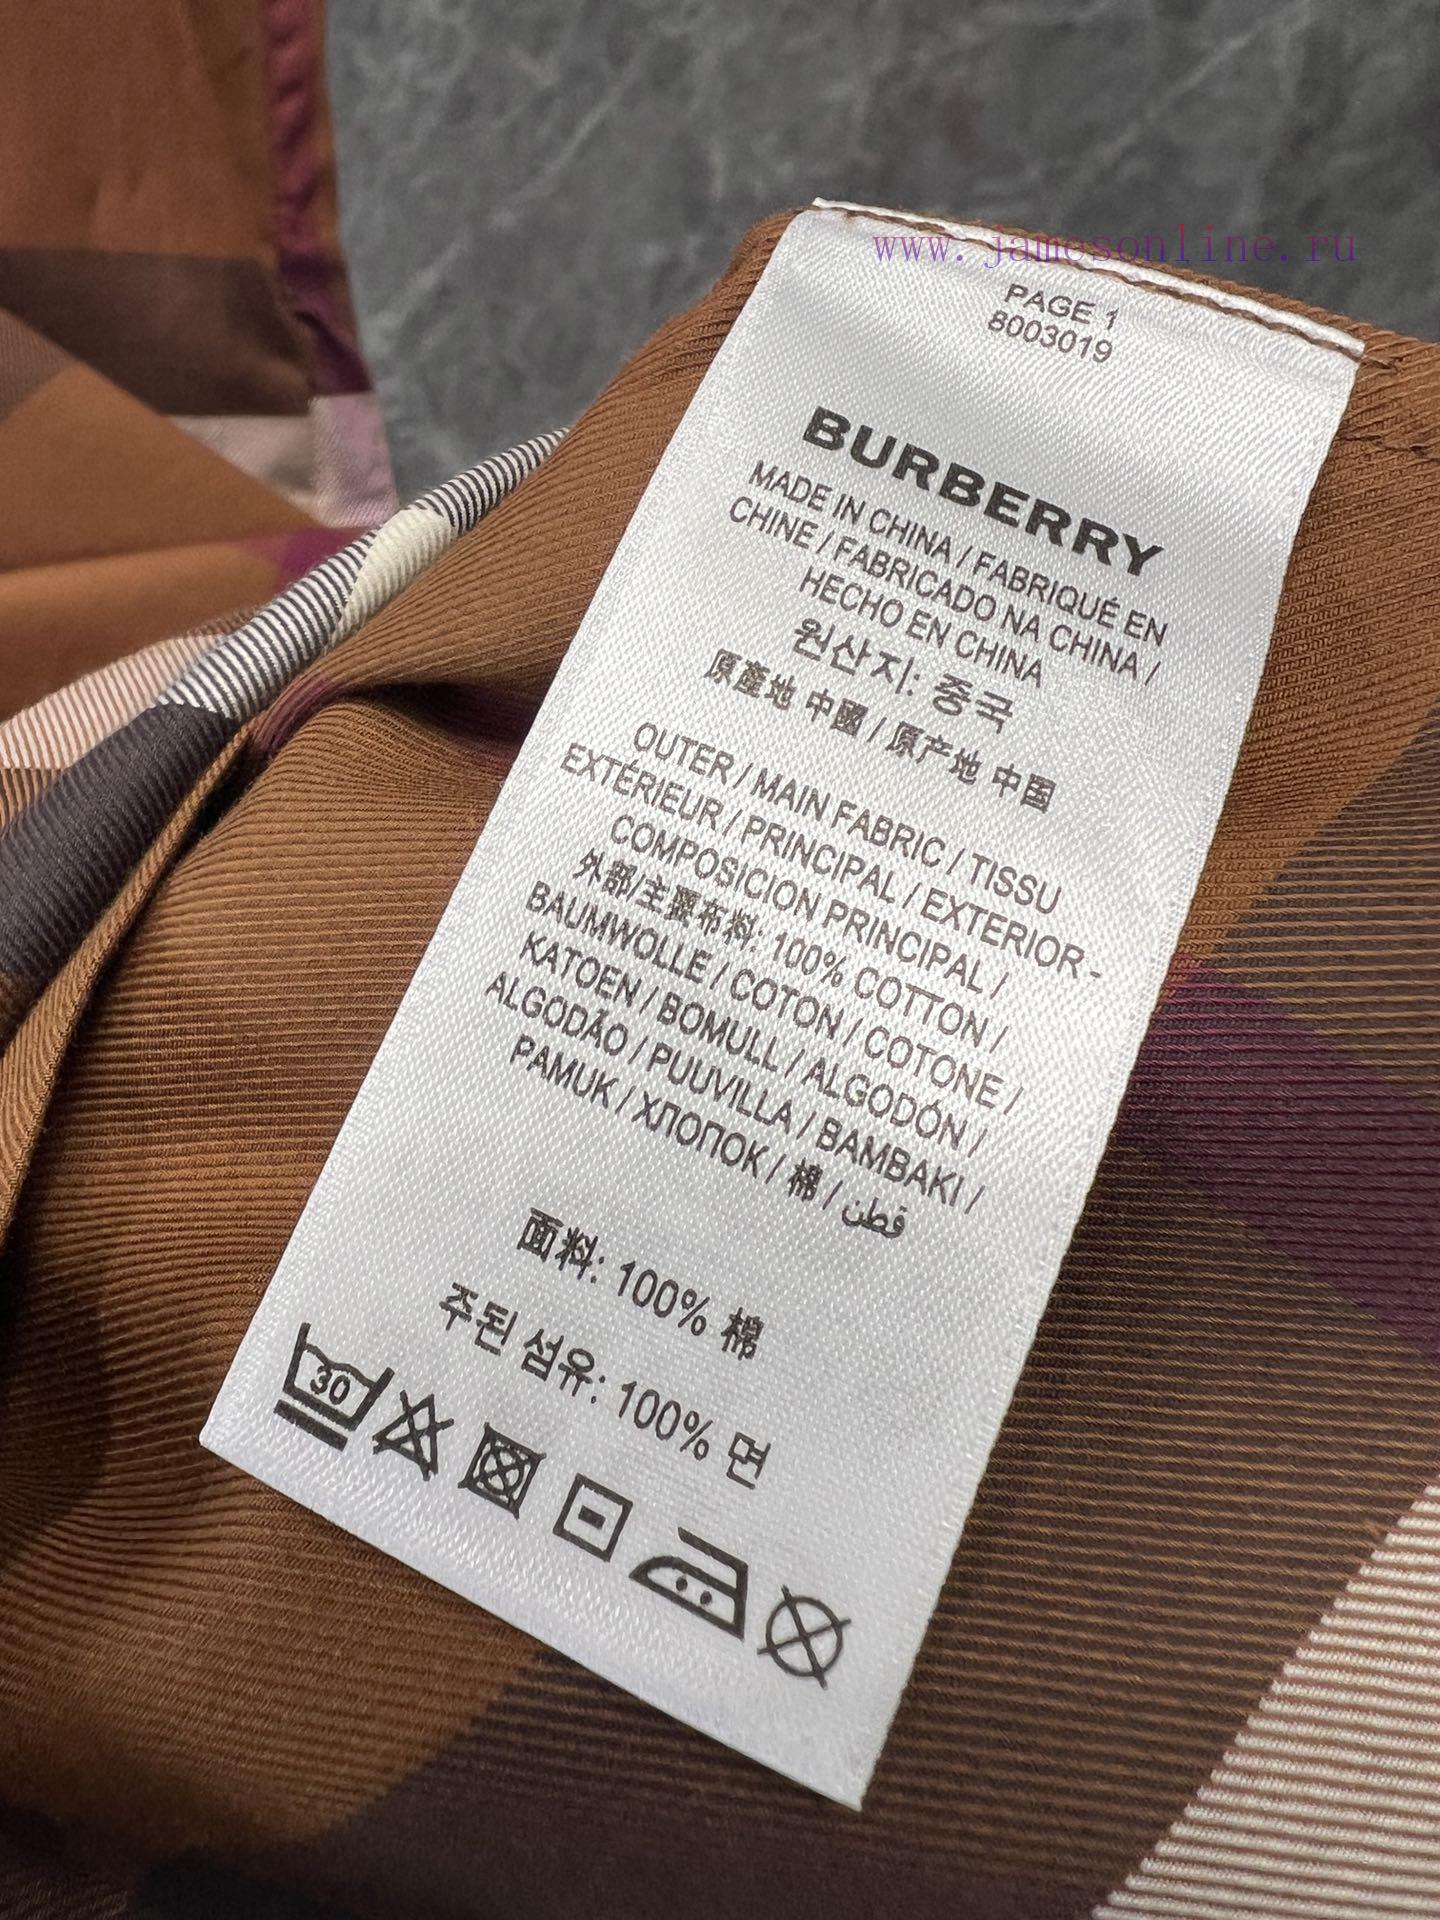 www.jamesonline.ru
PAGE 1
8003019
BURBERRY
MADE IN CHINA / FABRIQUÉ EN
CHINE / FABRICADO NA CHINA /
HECHO EN CHINA
원산지: 중국
原產地 中國 / 原产地 中国
OUTER / MAIN FABRIC / TISSU
EXTÉRIEUR / PRINCIPAL / EXTERIOR -
COMPOSICION PRINCIPAL /
外部/主要布料: 100% COTTON /
BAUMWOLLE / COTON / COTONE /
KATOEN / BOMULL / ALGODÓN /
ALGODÃO / PUUVILLA / BAMBAKI /
PAMUK / ХЛОПОК / 棉 / قطن
面料: 100% 棉
주된 섬유: 100% 면
30